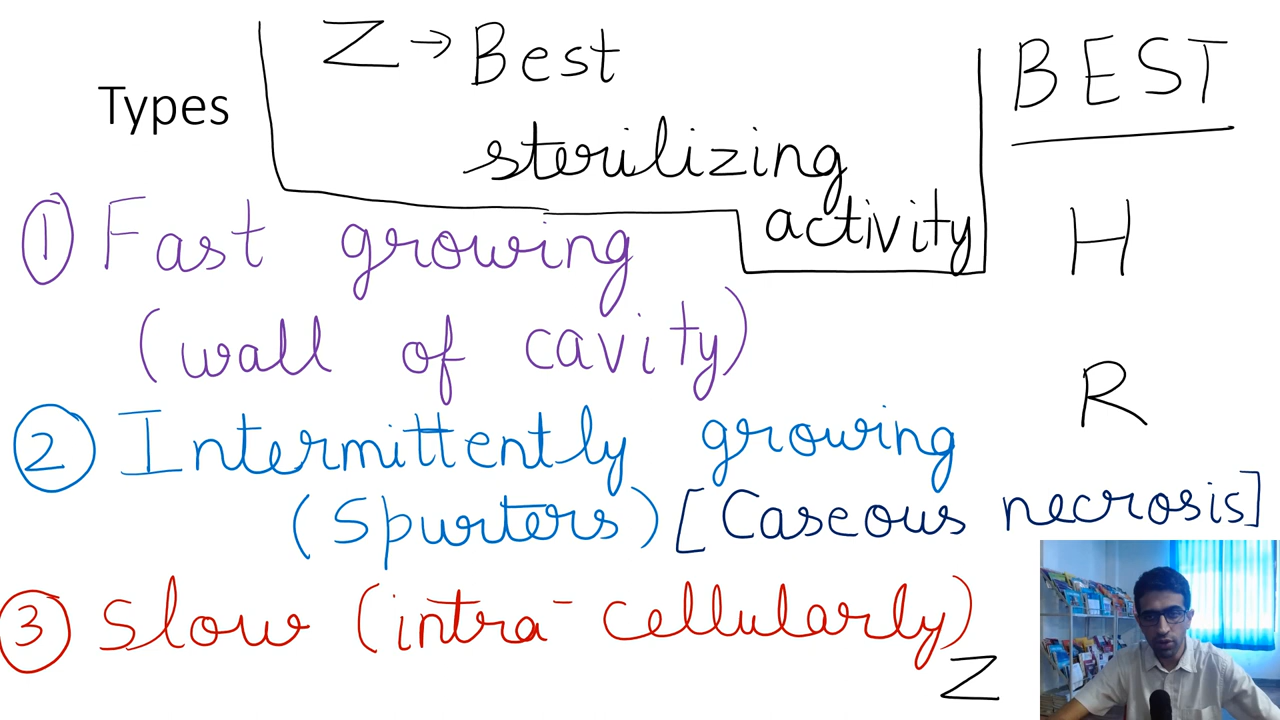 Z → Best
sterilizing
activity
Types
BEST
① Fast growing
(wall of cavity)
H
② Intermittently growing
(Spurters) [Caseous necrosis]
R
③ Slow (intra-cellularly)
Z